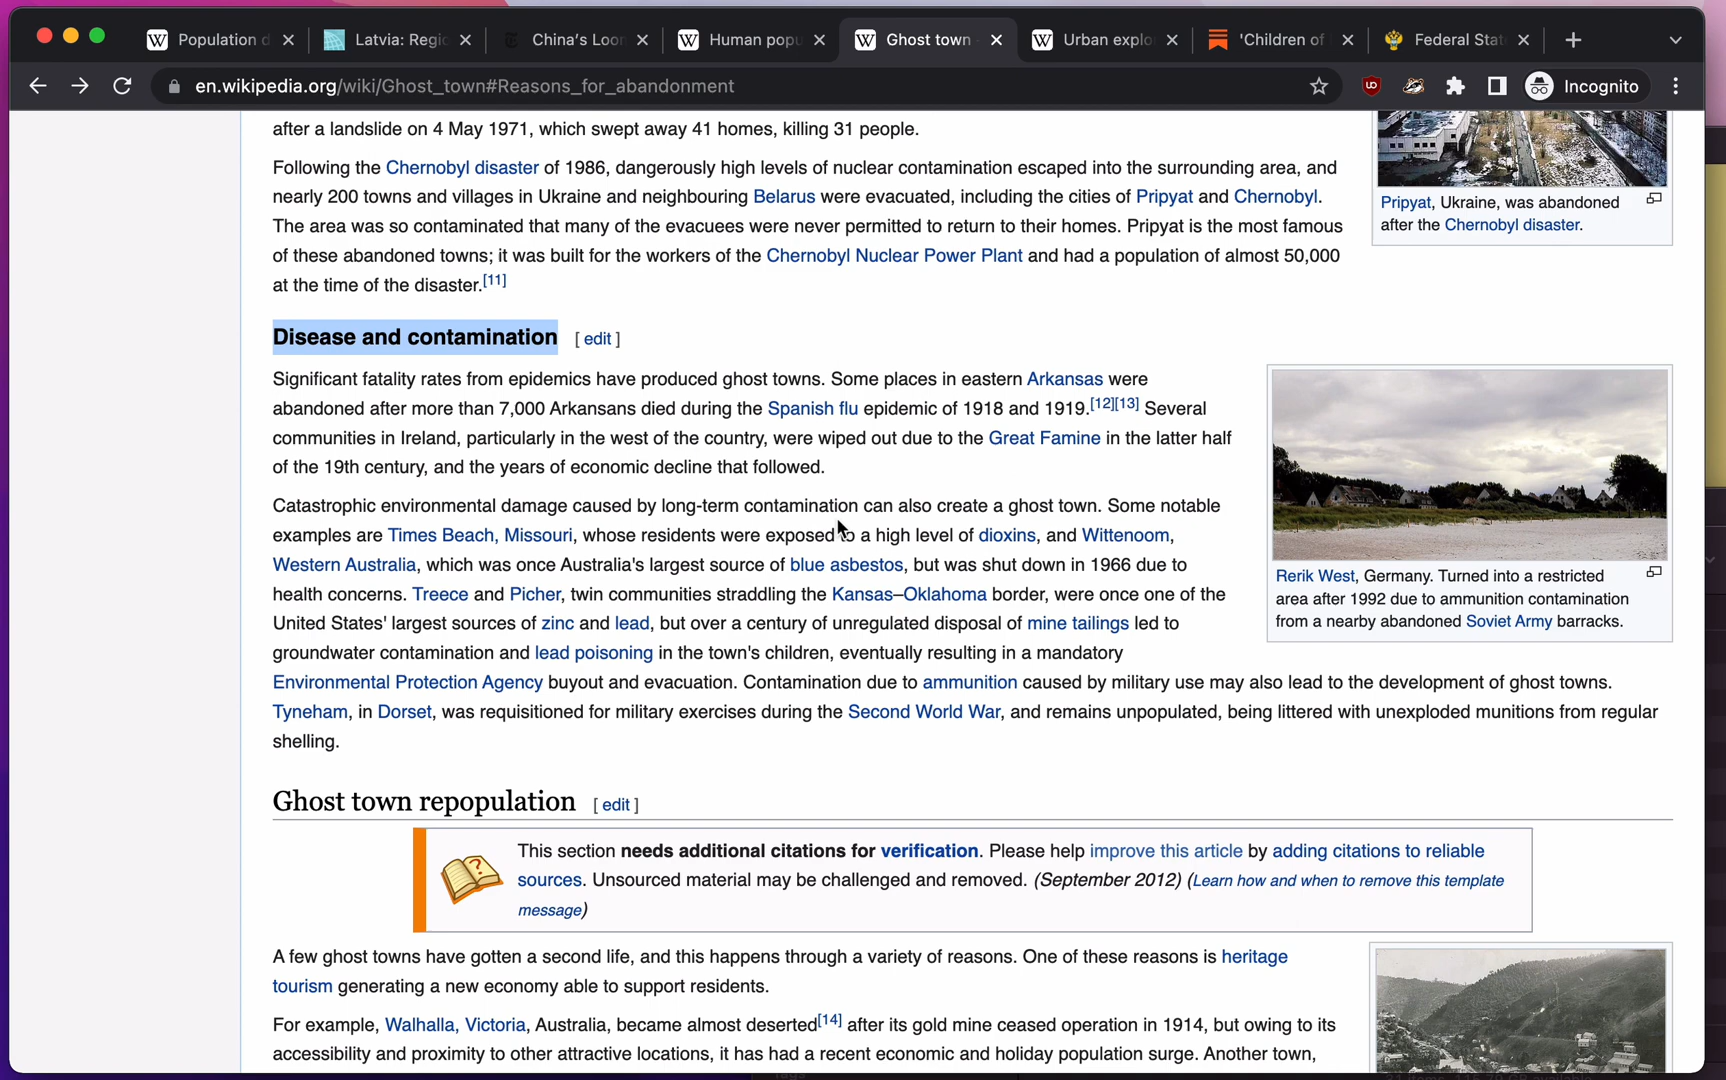 Population d
Latvia: Regio
China's Loon
Human popu
Ghost town -
Urban explo
'Children of
Federal Stat
en.wikipedia.org/wiki/Ghost_town#Reasons_for_abandonment
Incognito
after a landslide on 4 May 1971, which swept away 41 homes, killing 31 people.
Following the Chernobyl disaster of 1986, dangerously high levels of nuclear contamination escaped into the surrounding area, and
nearly 200 towns and villages in Ukraine and neighbouring Belarus were evacuated, including the cities of Pripyat and Chernobyl.
The area was so contaminated that many of the evacuees were never permitted to return to their homes. Pripyat is the most famous
of these abandoned towns; it was built for the workers of the Chernobyl Nuclear Power Plant and had a population of almost 50,000
at the time of the disaster.[11]
Pripyat, Ukraine, was abandoned
after the Chernobyl disaster.
Disease and contamination [ edit ]
Significant fatality rates from epidemics have produced ghost towns. Some places in eastern Arkansas were
abandoned after more than 7,000 Arkansans died during the Spanish flu epidemic of 1918 and 1919.[12][13] Several
communities in Ireland, particularly in the west of the country, were wiped out due to the Great Famine in the latter half
of the 19th century, and the years of economic decline that followed.
Catastrophic environmental damage caused by long-term contamination can also create a ghost town. Some notable
examples are Times Beach, Missouri, whose residents were exposed to a high level of dioxins, and Wittenoom,
Western Australia, which was once Australia's largest source of blue asbestos, but was shut down in 1966 due to
health concerns. Treece and Picher, twin communities straddling the Kansas–Oklahoma border, were once one of the
United States' largest sources of zinc and lead, but over a century of unregulated disposal of mine tailings led to
groundwater contamination and lead poisoning in the town's children, eventually resulting in a mandatory
Environmental Protection Agency buyout and evacuation. Contamination due to ammunition caused by military use may also lead to the development of ghost towns.
Tyneham, in Dorset, was requisitioned for military exercises during the Second World War, and remains unpopulated, being littered with unexploded munitions from regular
shelling.
Rerik West, Germany. Turned into a restricted
area after 1992 due to ammunition contamination
from a nearby abandoned Soviet Army barracks.
Ghost town repopulation [ edit ]
This section needs additional citations for verification. Please help improve this article by adding citations to reliable
sources. Unsourced material may be challenged and removed. (September 2012) (Learn how and when to remove this template
message)
A few ghost towns have gotten a second life, and this happens through a variety of reasons. One of these reasons is heritage
tourism generating a new economy able to support residents.
For example, Walhalla, Victoria, Australia, became almost deserted[14] after its gold mine ceased operation in 1914, but owing to its
accessibility and proximity to other attractive locations, it has had a recent economic and holiday population surge. Another town,